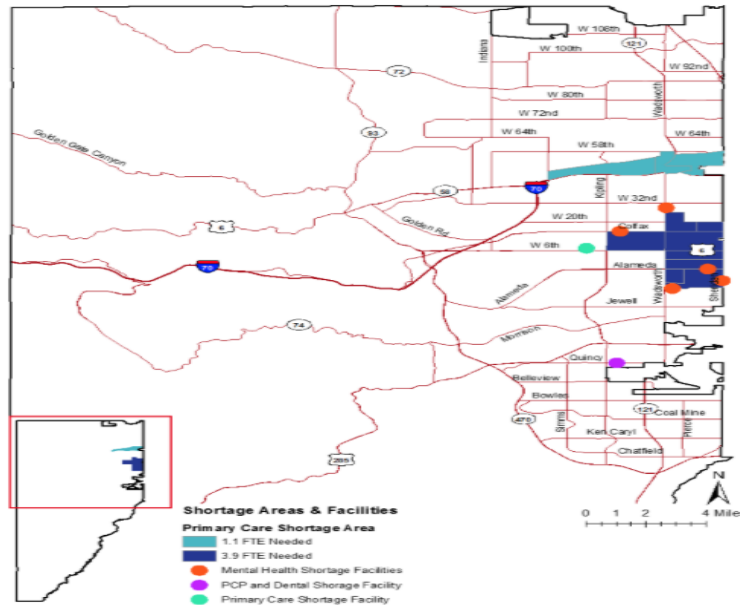 W 108th
121
W 100th
Indiana
W 92nd
72
W 80th
Wadsworth
W 72nd
93
W 64th
W 64th
W 58th
Golden Gate Canyon
70
58
Kipling
W 32nd
6
Golden Rd
W 20th
Colfax
W 6th
6
70
Alameda
Alameda
Wadsworth
Sheridan
Jewell
74
Morrison
Quincy
Belleview
Bowles
121
Coal Mine
470
Simms
Ken Caryl
Pierce
Chatfield
285
N
0 1 2 4 Miles
Shortage Areas & Facilities
Primary Care Shortage Area
1.1 FTE Needed
3.9 FTE Needed
Mental Health Shortage Facilities
PCP and Dental Shorage Facility
Primary Care Shortage Facility